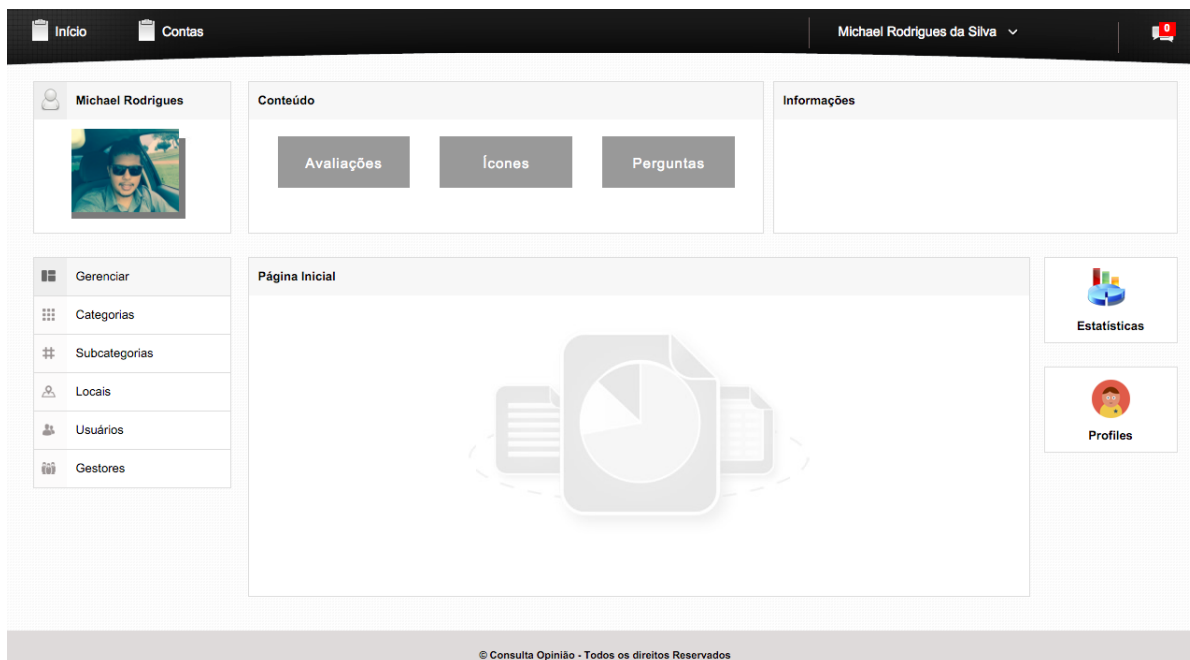 Início
Contas
Michael Rodrigues da Silva
0
Michael Rodrigues
Conteúdo
Avaliações
Ícones
Perguntas
Informações
Gerenciar
Categorias
Subcategorias
Locais
Usuários
Gestores
Página Inicial
Estatísticas
Profiles
© Consulta Opinião - Todos os direitos Reservados